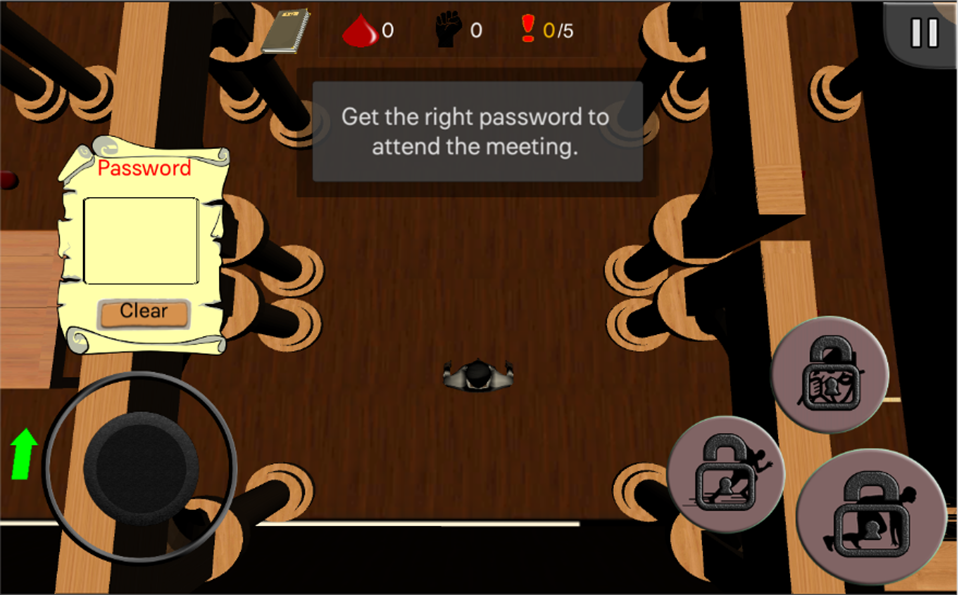 0
0
0/5
Get the right password to
attend the meeting.
Password
Clear